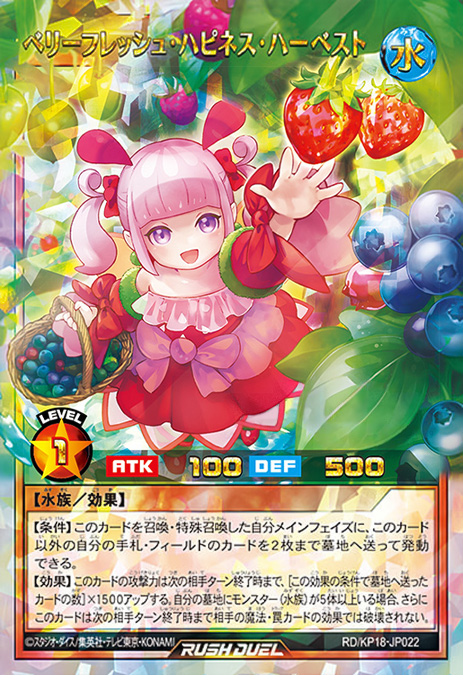 ベリーフレッシュ・ハピネス・ハーベスト
水
LEVEL
1
ATK 100 DEF 500
【水族／効果】
【条件】このカードを召喚・特殊召喚した自分メインフェイズに、このカード
以外の自分の手札・フィールドのカードを2枚まで墓地へ送って発動
できる。
【効果】このカードの攻撃力は次の相手ターン終了時まで、[この効果の条件で墓地へ送った
カードの数]×1500アップする。自分の墓地にモンスター（水族）が5体以上いる場合、さらに
このカードは次の相手ターン終了時まで相手の魔法・罠カードの効果では破壊されない。
©スタジオ・ダイス/集英社・テレビ東京・KONAMI
RUSH DUEL
RD/KP18-JP022